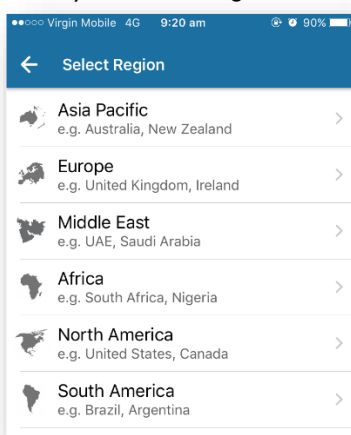 Virgin Mobile 4G 9:20 am 90%
Select Region
Asia Pacific
e.g. Australia, New Zealand
Europe
e.g. United Kingdom, Ireland
Middle East
e.g. UAE, Saudi Arabia
Africa
e.g. South Africa, Nigeria
North America
e.g. United States, Canada
South America
e.g. Brazil, Argentina